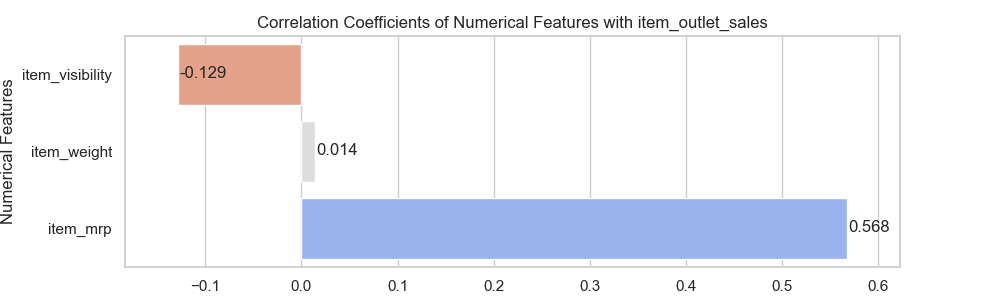 Correlation Coefficients of Numerical Features with item_outlet_sales
Numerical Features
item_visibility
-0.129
item_weight
0.014
item_mrp
0.568
−0.1 0.0 0.1 0.2 0.3 0.4 0.5 0.6